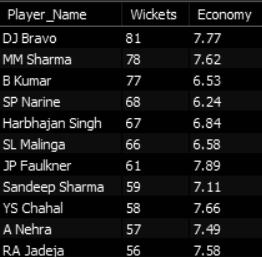 Player_Name Wickets Economy
DJ Bravo 81 7.77
MM Sharma 78 7.62
B Kumar 77 6.53
SP Narine 68 6.24
Harbhajan Singh 67 6.84
SL Malinga 66 6.58
JP Faulkner 61 7.89
Sandeep Sharma 59 7.11
YS Chahal 58 7.66
A Nehra 57 7.49
RA Jadeja 56 7.58